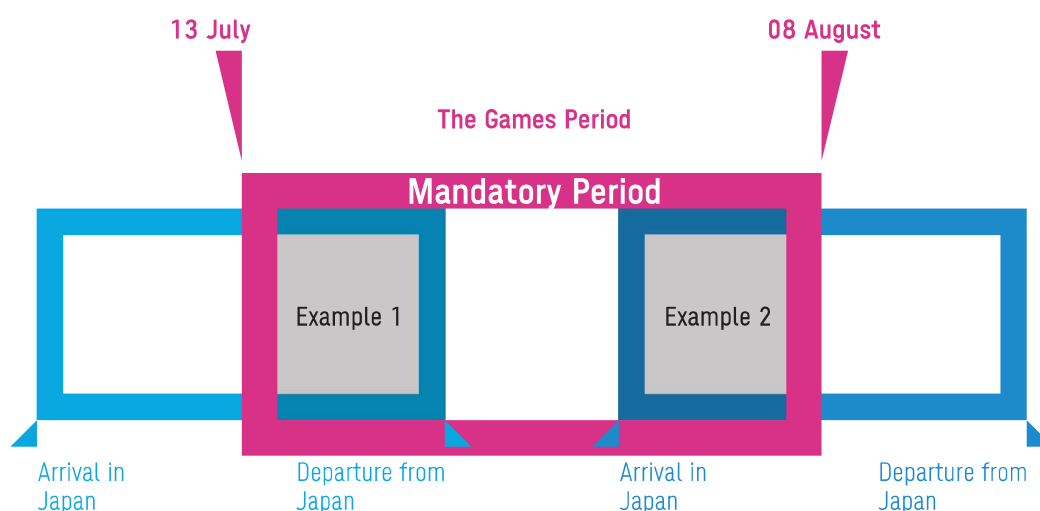 13 July
08 August
The Games Period
Mandatory Period
Example 1
Example 2
Arrival in
Japan
Departure from
Japan
Arrival in
Japan
Departure from
Japan